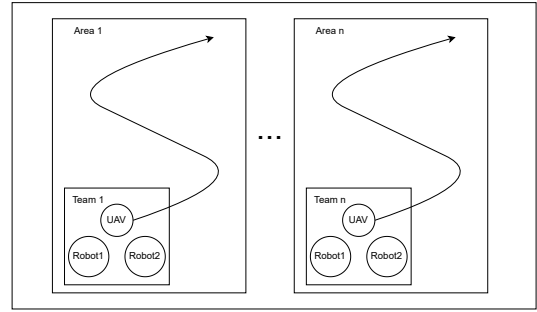 Area 1
Team 1
UAV
Robot1
Robot2
...
Area n
Team n
UAV
Robot1
Robot2